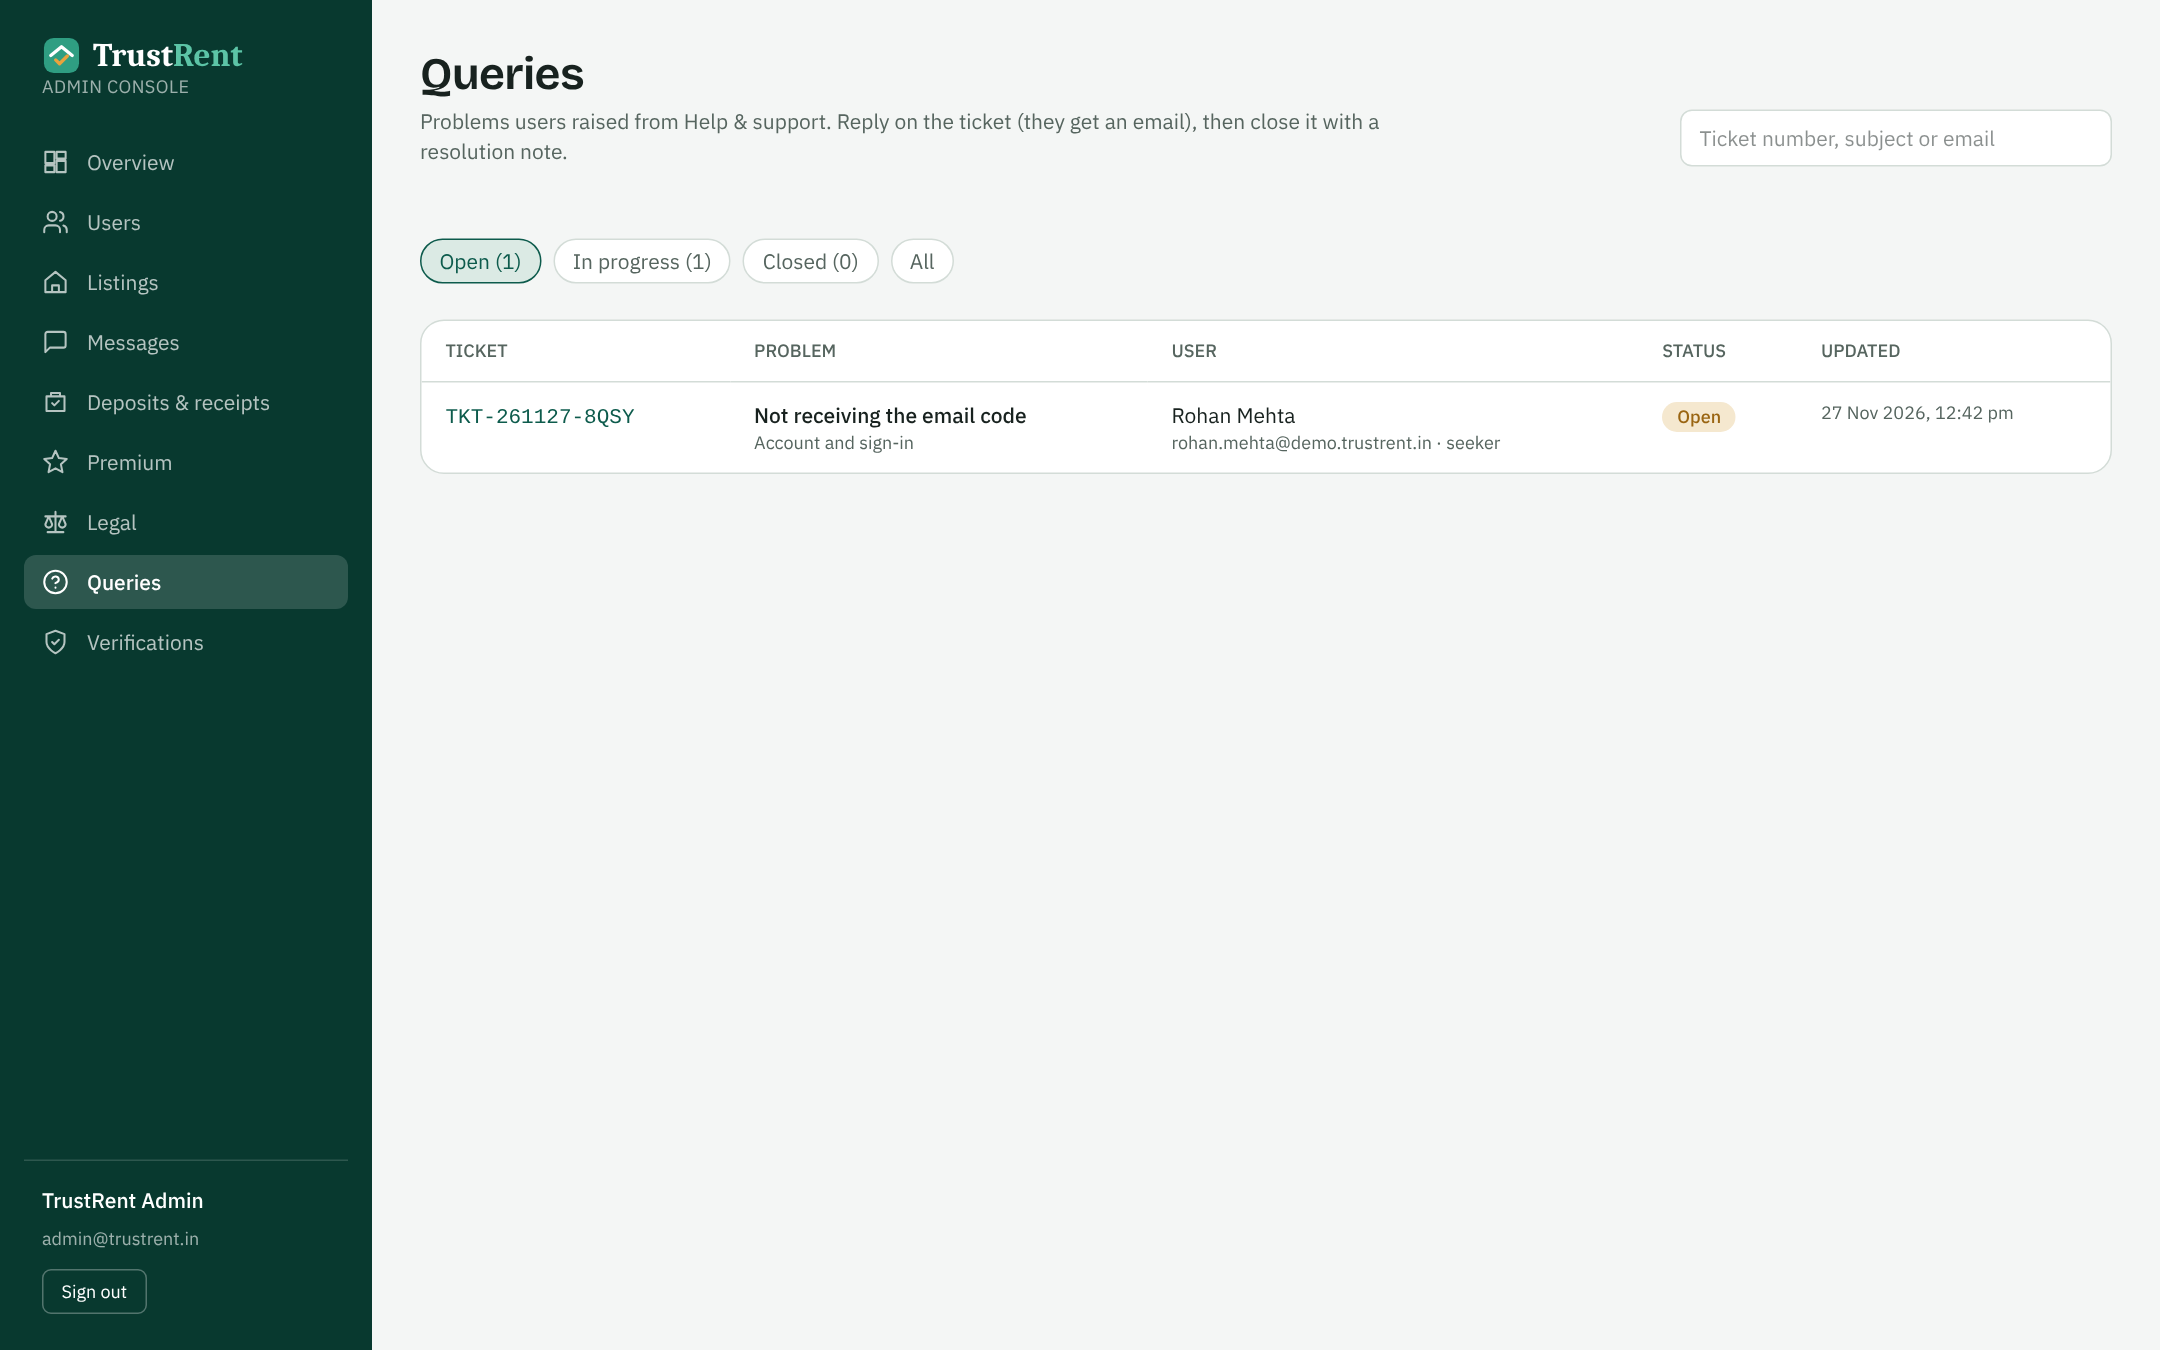 TrustRent
ADMIN CONSOLE
Overview
Users
Listings
Messages
Deposits & receipts
Premium
Legal
Queries
Verifications
TrustRent Admin
admin@trustrent.in
Sign out
Queries
Problems users raised from Help & support. Reply on the ticket (they get an email), then close it with a
resolution note.
Ticket number, subject or email
Open (1) In progress (1) Closed (0) All
TICKET PROBLEM USER STATUS UPDATED
TKT-261127-8QSY Not receiving the email code Rohan Mehta Open 27 Nov 2026, 12:42 pm
Account and sign-in rohan.mehta@demo.trustrent.in · seeker